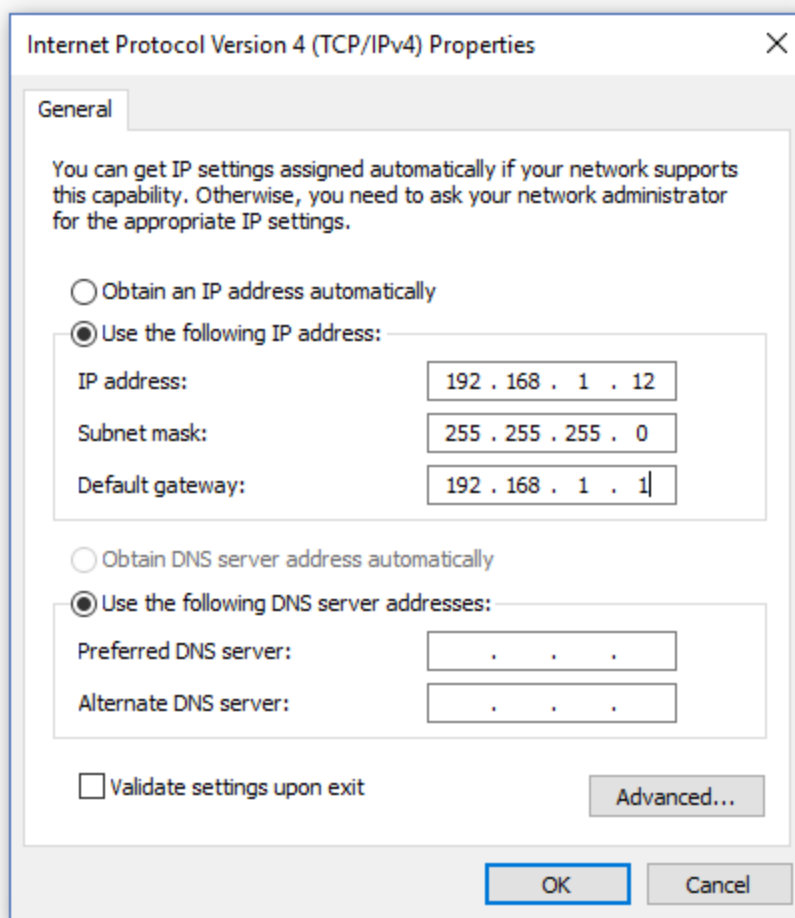 Internet Protocol Version 4 (TCP/IPv4) Properties
General
You can get IP settings assigned automatically if your network supports
this capability. Otherwise, you need to ask your network administrator
for the appropriate IP settings.
Obtain an IP address automatically
Use the following IP address:
IP address: 192 . 168 . 1 . 12
Subnet mask: 255 . 255 . 255 . 0
Default gateway: 192 . 168 . 1 . 1
Obtain DNS server address automatically
Use the following DNS server addresses:
Preferred DNS server: . . .
Alternate DNS server: . . .
Validate settings upon exit
Advanced...
OK Cancel